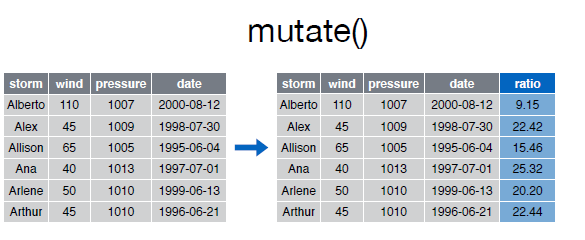 mutate()
storm wind pressure date
Alberto 110 1007 2000-08-12
Alex 45 1009 1998-07-30
Allison 65 1005 1995-06-04
Ana 40 1013 1997-07-01
Arlene 50 1010 1999-06-13
Arthur 45 1010 1996-06-21
storm wind pressure date ratio
Alberto 110 1007 2000-08-12 9.15
Alex 45 1009 1998-07-30 22.42
Allison 65 1005 1995-06-04 15.46
Ana 40 1013 1997-07-01 25.32
Arlene 50 1010 1999-06-13 20.20
Arthur 45 1010 1996-06-21 22.44